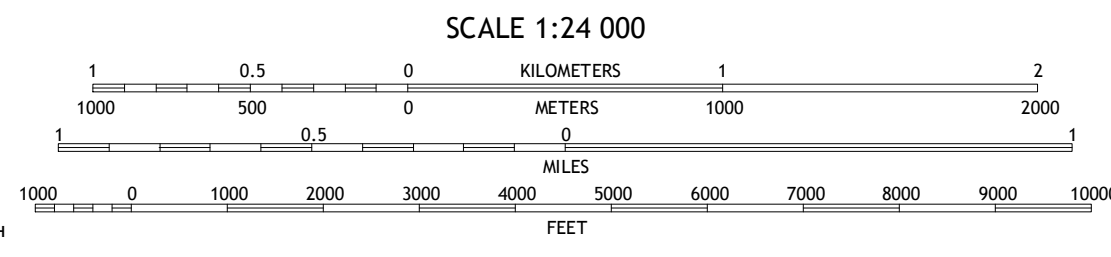 SCALE 1:24 000
1 0.5 0 KILOMETERS 1 2
1000 500 0 METERS 1000 2000
1 0.5 0 1
MILES
1000 0 1000 2000 3000 4000 5000 6000 7000 8000 9000 10000
H
FEET